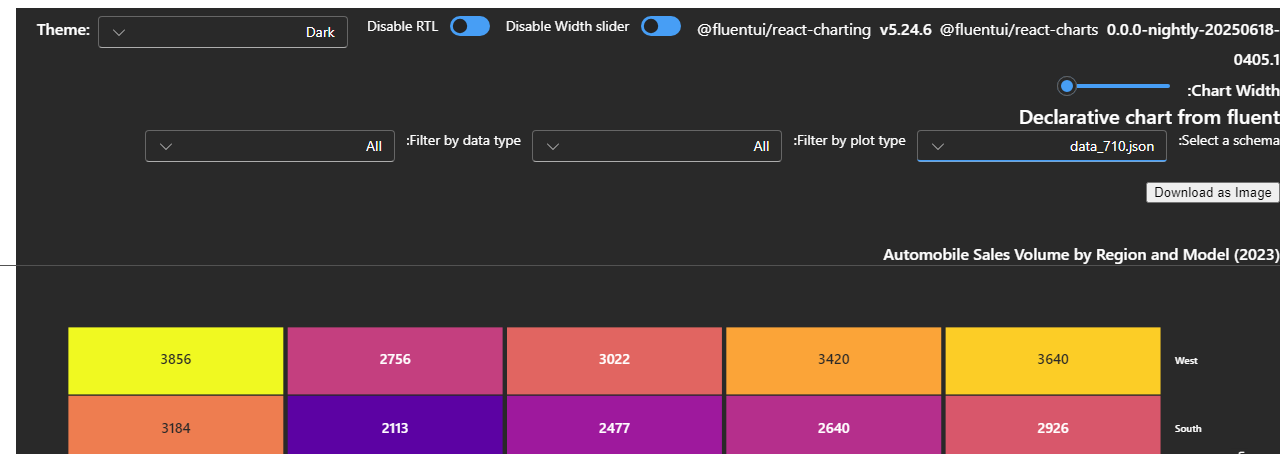 Theme: Dark Disable RTL Disable Width slider @fluentui/react-charting v5.24.6 @fluentui/react-charts 0.0.0-nightly-20250618-
0405.1
:Chart Width
Declarative chart from fluent
:Select a schema data_710.json :Filter by plot type All :Filter by data type All
Download as Image
Automobile Sales Volume by Region and Model (2023)
3856 2756 3022 3420 3640 West
3184 2113 2477 2640 2926 South